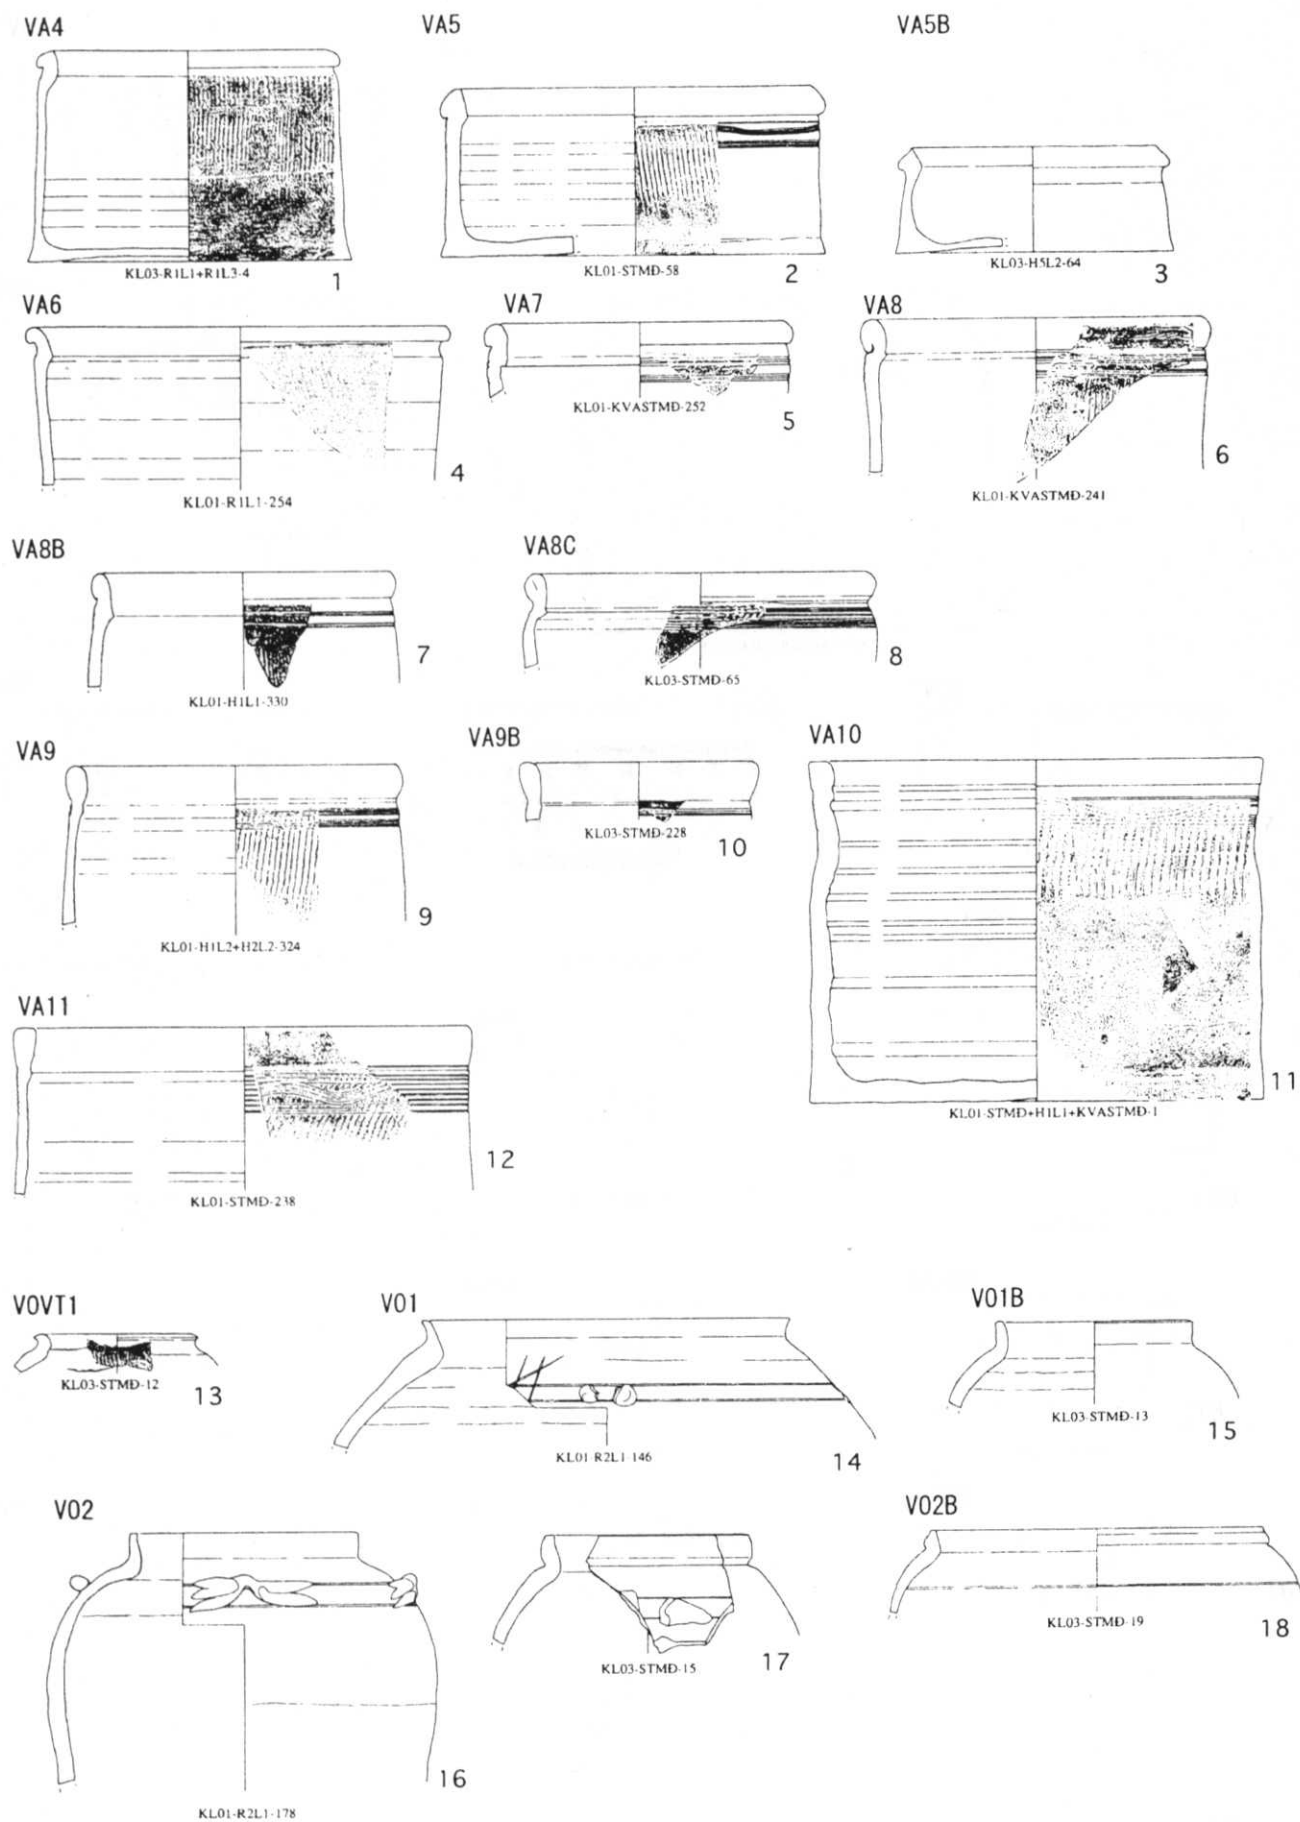 VA4
VA5
VA5B
KL03-R1L1+R1L3-4
1
KL01-STMĐ-58
2
KL03-H5L2-64
3
VA6
VA7
VA8
KL01-R1L1-254
4
KL01-KVASTMĐ-252
5
KL01-KVASTMĐ-241
6
VA8B
VA8C
KL01-H1L1-330
7
KL03-STMĐ-65
8
VA9
VA9B
VA10
KL01-H1L2+H2L2-324
9
KL03-STMĐ-228
10
KL01-STMĐ+H1L1+KVASTMĐ-1
11
VA11
KL01-STMĐ-238
12
VOVT1
VO1
VO1B
KL03-STMĐ-12
13
KL01-R2L1-146
14
KL03-STMĐ-13
15
VO2
VO2B
KL01-R2L1-178
16
KL03-STMĐ-15
17
KL03-STMĐ-19
18